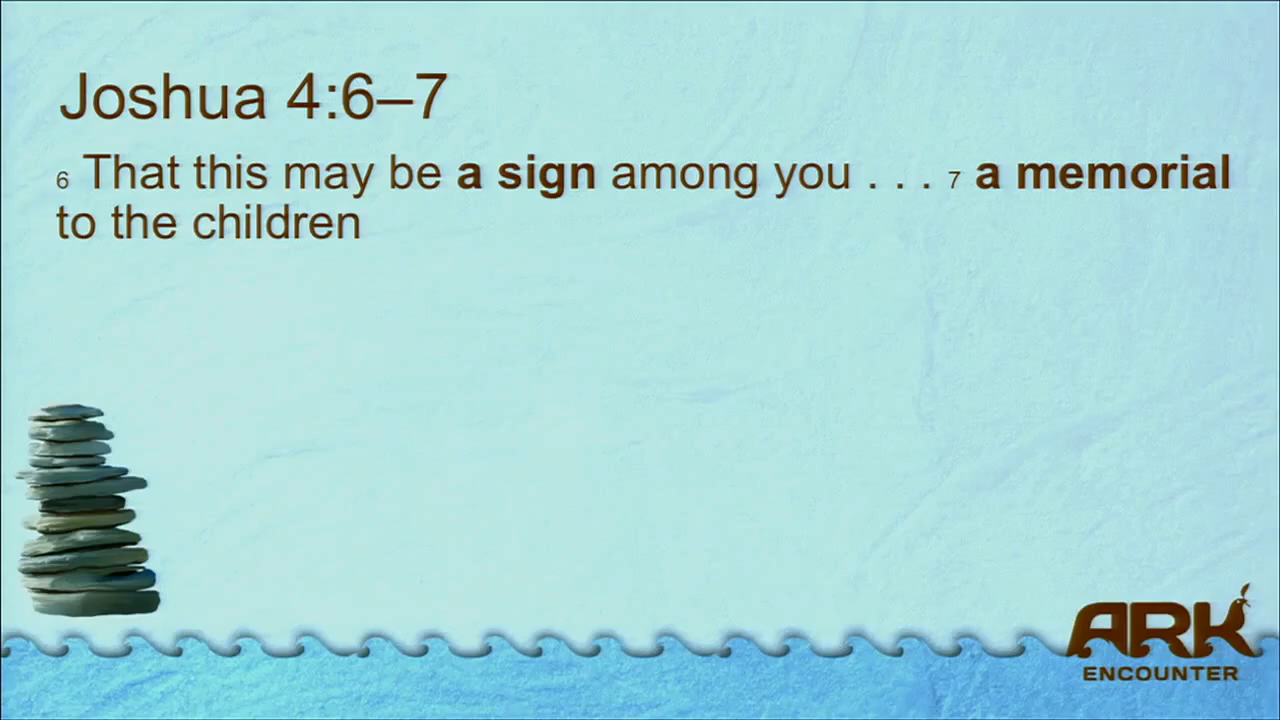 Joshua 4:6–7
6 That this may be a sign among you . . . 7 a memorial
to the children
ARK
ENCOUNTER